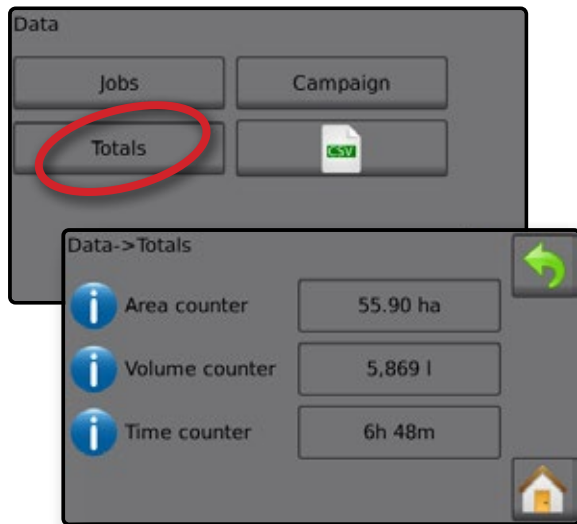 Data
Jobs Campaign
Totals CSV
Data->Totals
Area counter 55.90 ha
Volume counter 5,869 l
Time counter 6h 48m